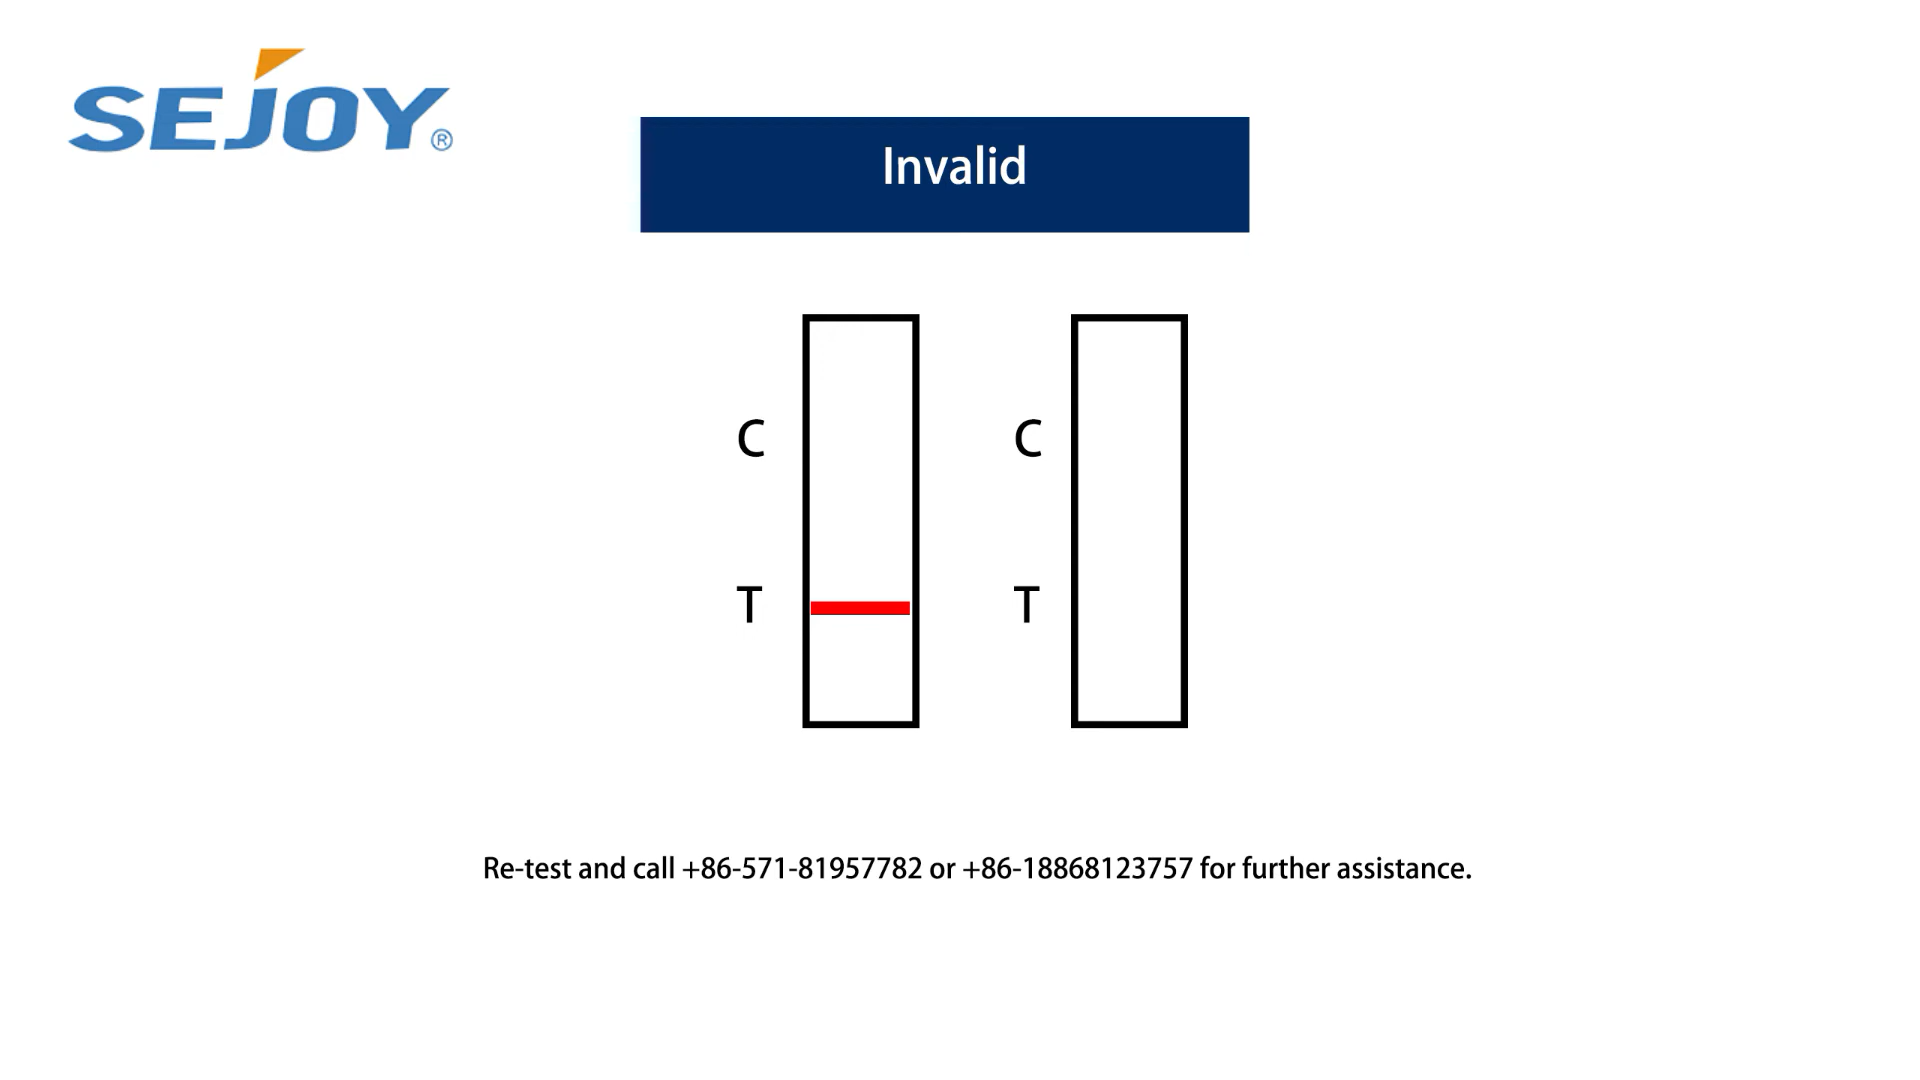 SEJOY®
Invalid
C
C
T
T
Re-test and call +86-571-81957782 or +86-18868123757 for further assistance.